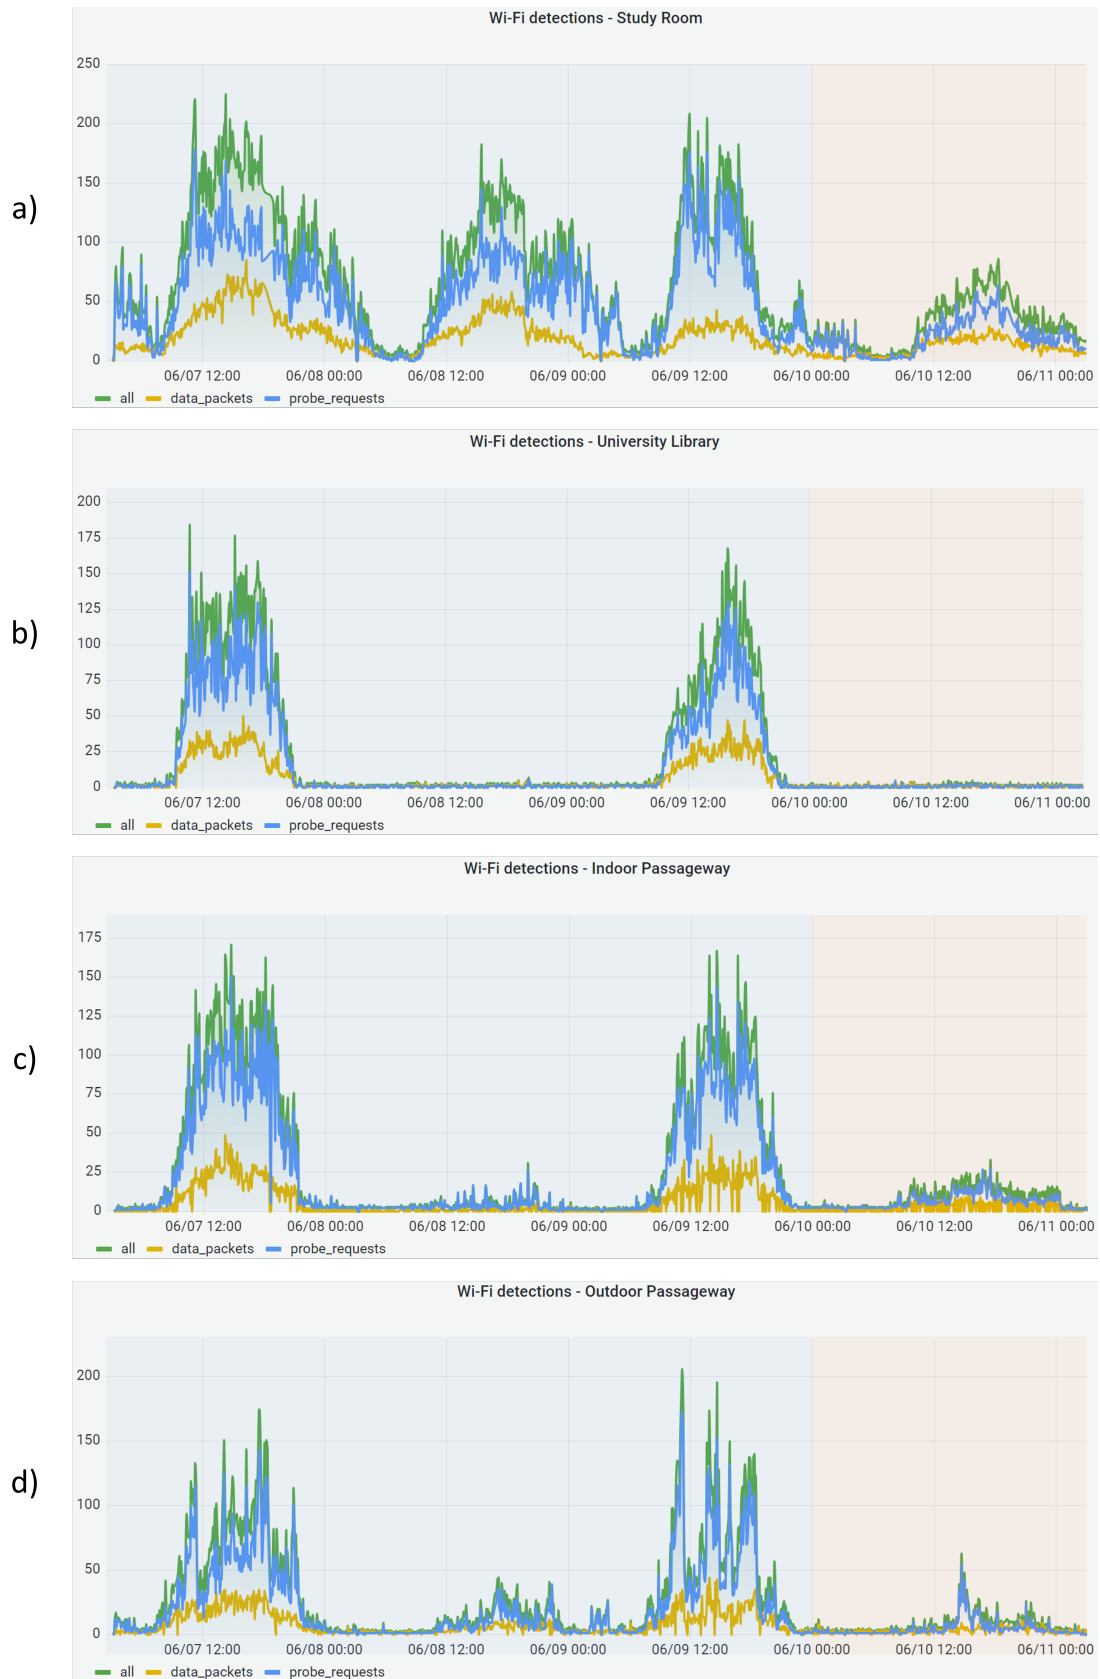 Wi-Fi detections - Study Room
250
200
150
a)
100
50
0
06/07 12:00 06/08 00:00 06/08 12:00 06/09 00:00 06/09 12:00 06/10 00:00 06/10 12:00 06/11 00:00
all data_packets probe_requests
Wi-Fi detections - University Library
200
175
150
125
b)
100
75
50
25
0
06/07 12:00 06/08 00:00 06/08 12:00 06/09 00:00 06/09 12:00 06/10 00:00 06/10 12:00 06/11 00:00
all data_packets probe_requests
Wi-Fi detections - Indoor Passageway
175
150
125
c)
100
75
50
25
0
06/07 12:00 06/08 00:00 06/08 12:00 06/09 00:00 06/09 12:00 06/10 00:00 06/10 12:00 06/11 00:00
all data_packets probe_requests
Wi-Fi detections - Outdoor Passageway
200
150
d)
100
50
0
06/07 12:00 06/08 00:00 06/08 12:00 06/09 00:00 06/09 12:00 06/10 00:00 06/10 12:00 06/11 00:00
all data_packets probe_requests